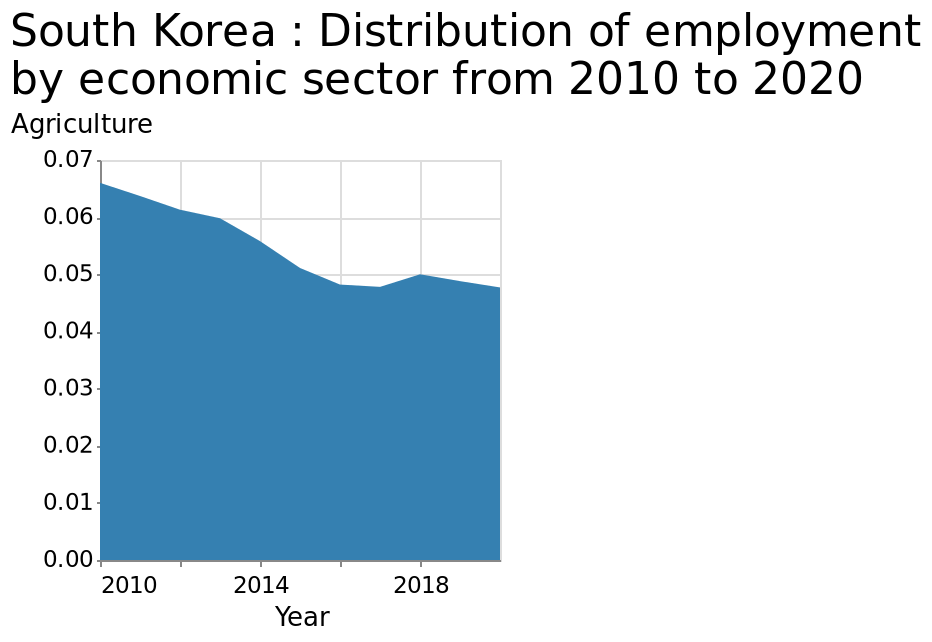 South Korea : Distribution of employment
by economic sector from 2010 to 2020
Agriculture
0.07
0.06
0.05
0.04
0.03
0.02
0.01
0.00
2010 2014 2018
Year